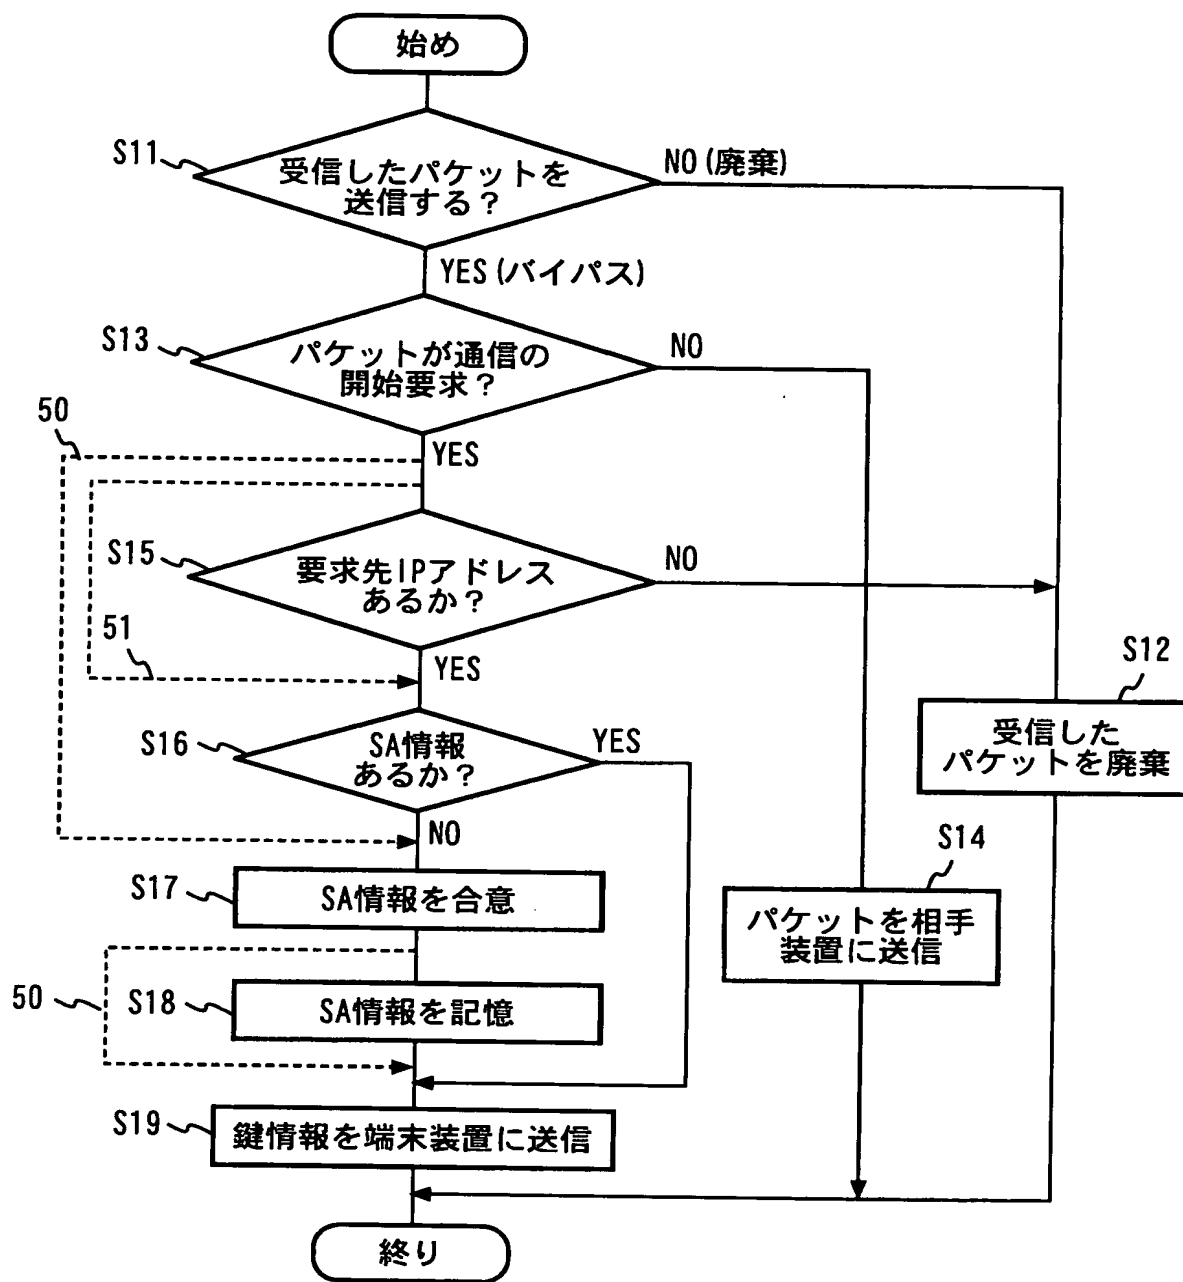 始め
S11
受信したパケットを
送信する?
NO(廃棄)
YES(バイパス)
S13
パケットが通信の
開始要求?
NO
50
YES
S15
要求先IPアドレス
あるか?
NO
51
YES
S12
受信した
パケットを廃棄
S16
SA情報
あるか?
YES
NO
S14
パケットを相手
装置に送信
S17
SA情報を合意
50
S18
SA情報を記憶
S19
鍵情報を端末装置に送信
終り